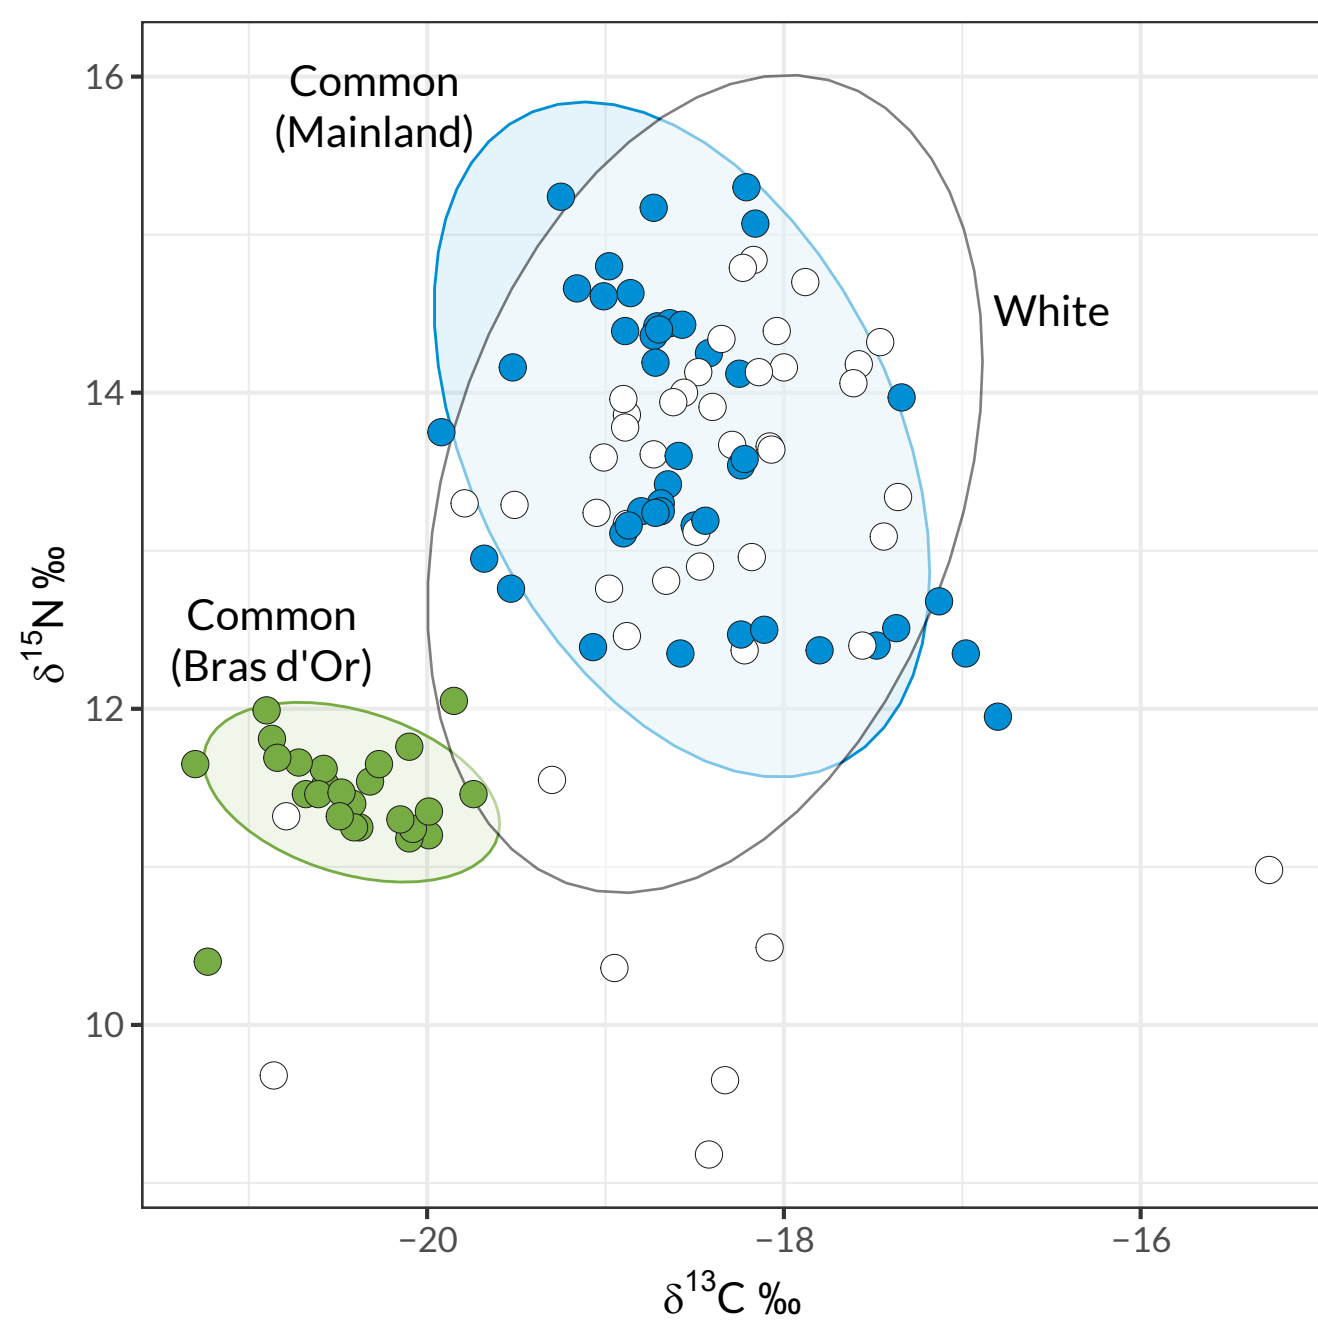 Common
(Mainland)
White
Common
(Bras d'Or)
16
14
12
10
δ¹⁵N ‰
−20
−18
−16
δ¹³C ‰